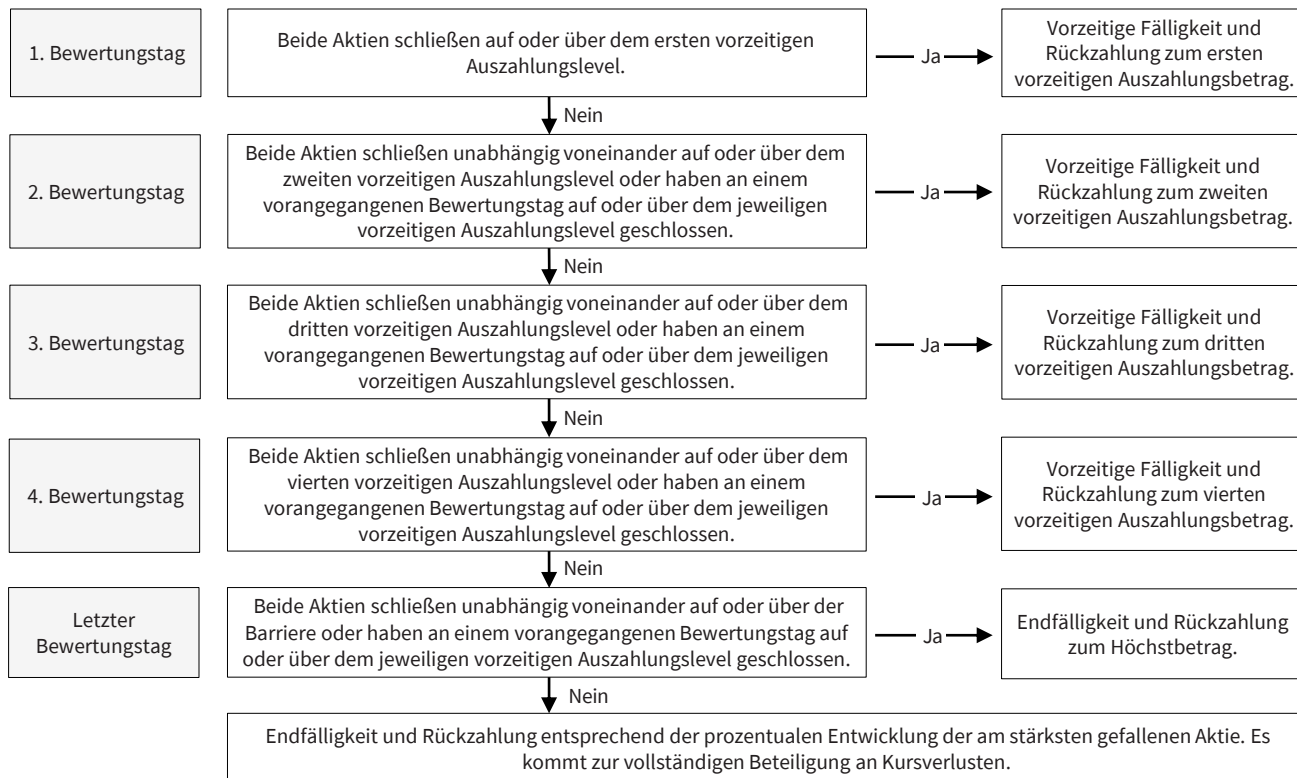 1. Bewertungstag
Beide Aktien schließen auf oder über dem ersten vorzeitigen
Auszahlungslevel.
Ja
Vorzeitige Fälligkeit und
Rückzahlung zum ersten
vorzeitigen Auszahlungsbetrag.
Nein
2. Bewertungstag
Beide Aktien schließen unabhängig voneinander auf oder über dem
zweiten vorzeitigen Auszahlungslevel oder haben an einem
vorangegangenen Bewertungstag auf oder über dem jeweiligen
vorzeitigen Auszahlungslevel geschlossen.
Ja
Vorzeitige Fälligkeit und
Rückzahlung zum zweiten
vorzeitigen Auszahlungsbetrag.
Nein
3. Bewertungstag
Beide Aktien schließen unabhängig voneinander auf oder über dem
dritten vorzeitigen Auszahlungslevel oder haben an einem
vorangegangenen Bewertungstag auf oder über dem jeweiligen
vorzeitigen Auszahlungslevel geschlossen.
Ja
Vorzeitige Fälligkeit und
Rückzahlung zum dritten
vorzeitigen Auszahlungsbetrag.
Nein
4. Bewertungstag
Beide Aktien schließen unabhängig voneinander auf oder über dem
vierten vorzeitigen Auszahlungslevel oder haben an einem
vorangegangenen Bewertungstag auf oder über dem jeweiligen
vorzeitigen Auszahlungslevel geschlossen.
Ja
Vorzeitige Fälligkeit und
Rückzahlung zum vierten
vorzeitigen Auszahlungsbetrag.
Nein
Letzter
Bewertungstag
Beide Aktien schließen unabhängig voneinander auf oder über der
Barriere oder haben an einem vorangegangenen Bewertungstag auf
oder über dem jeweiligen vorzeitigen Auszahlungslevel geschlossen.
Ja
Endfälligkeit und Rückzahlung
zum Höchstbetrag.
Nein
Endfälligkeit und Rückzahlung entsprechend der prozentualen Entwicklung der am stärksten gefallenen Aktie. Es
kommt zur vollständigen Beteiligung an Kursverlusten.